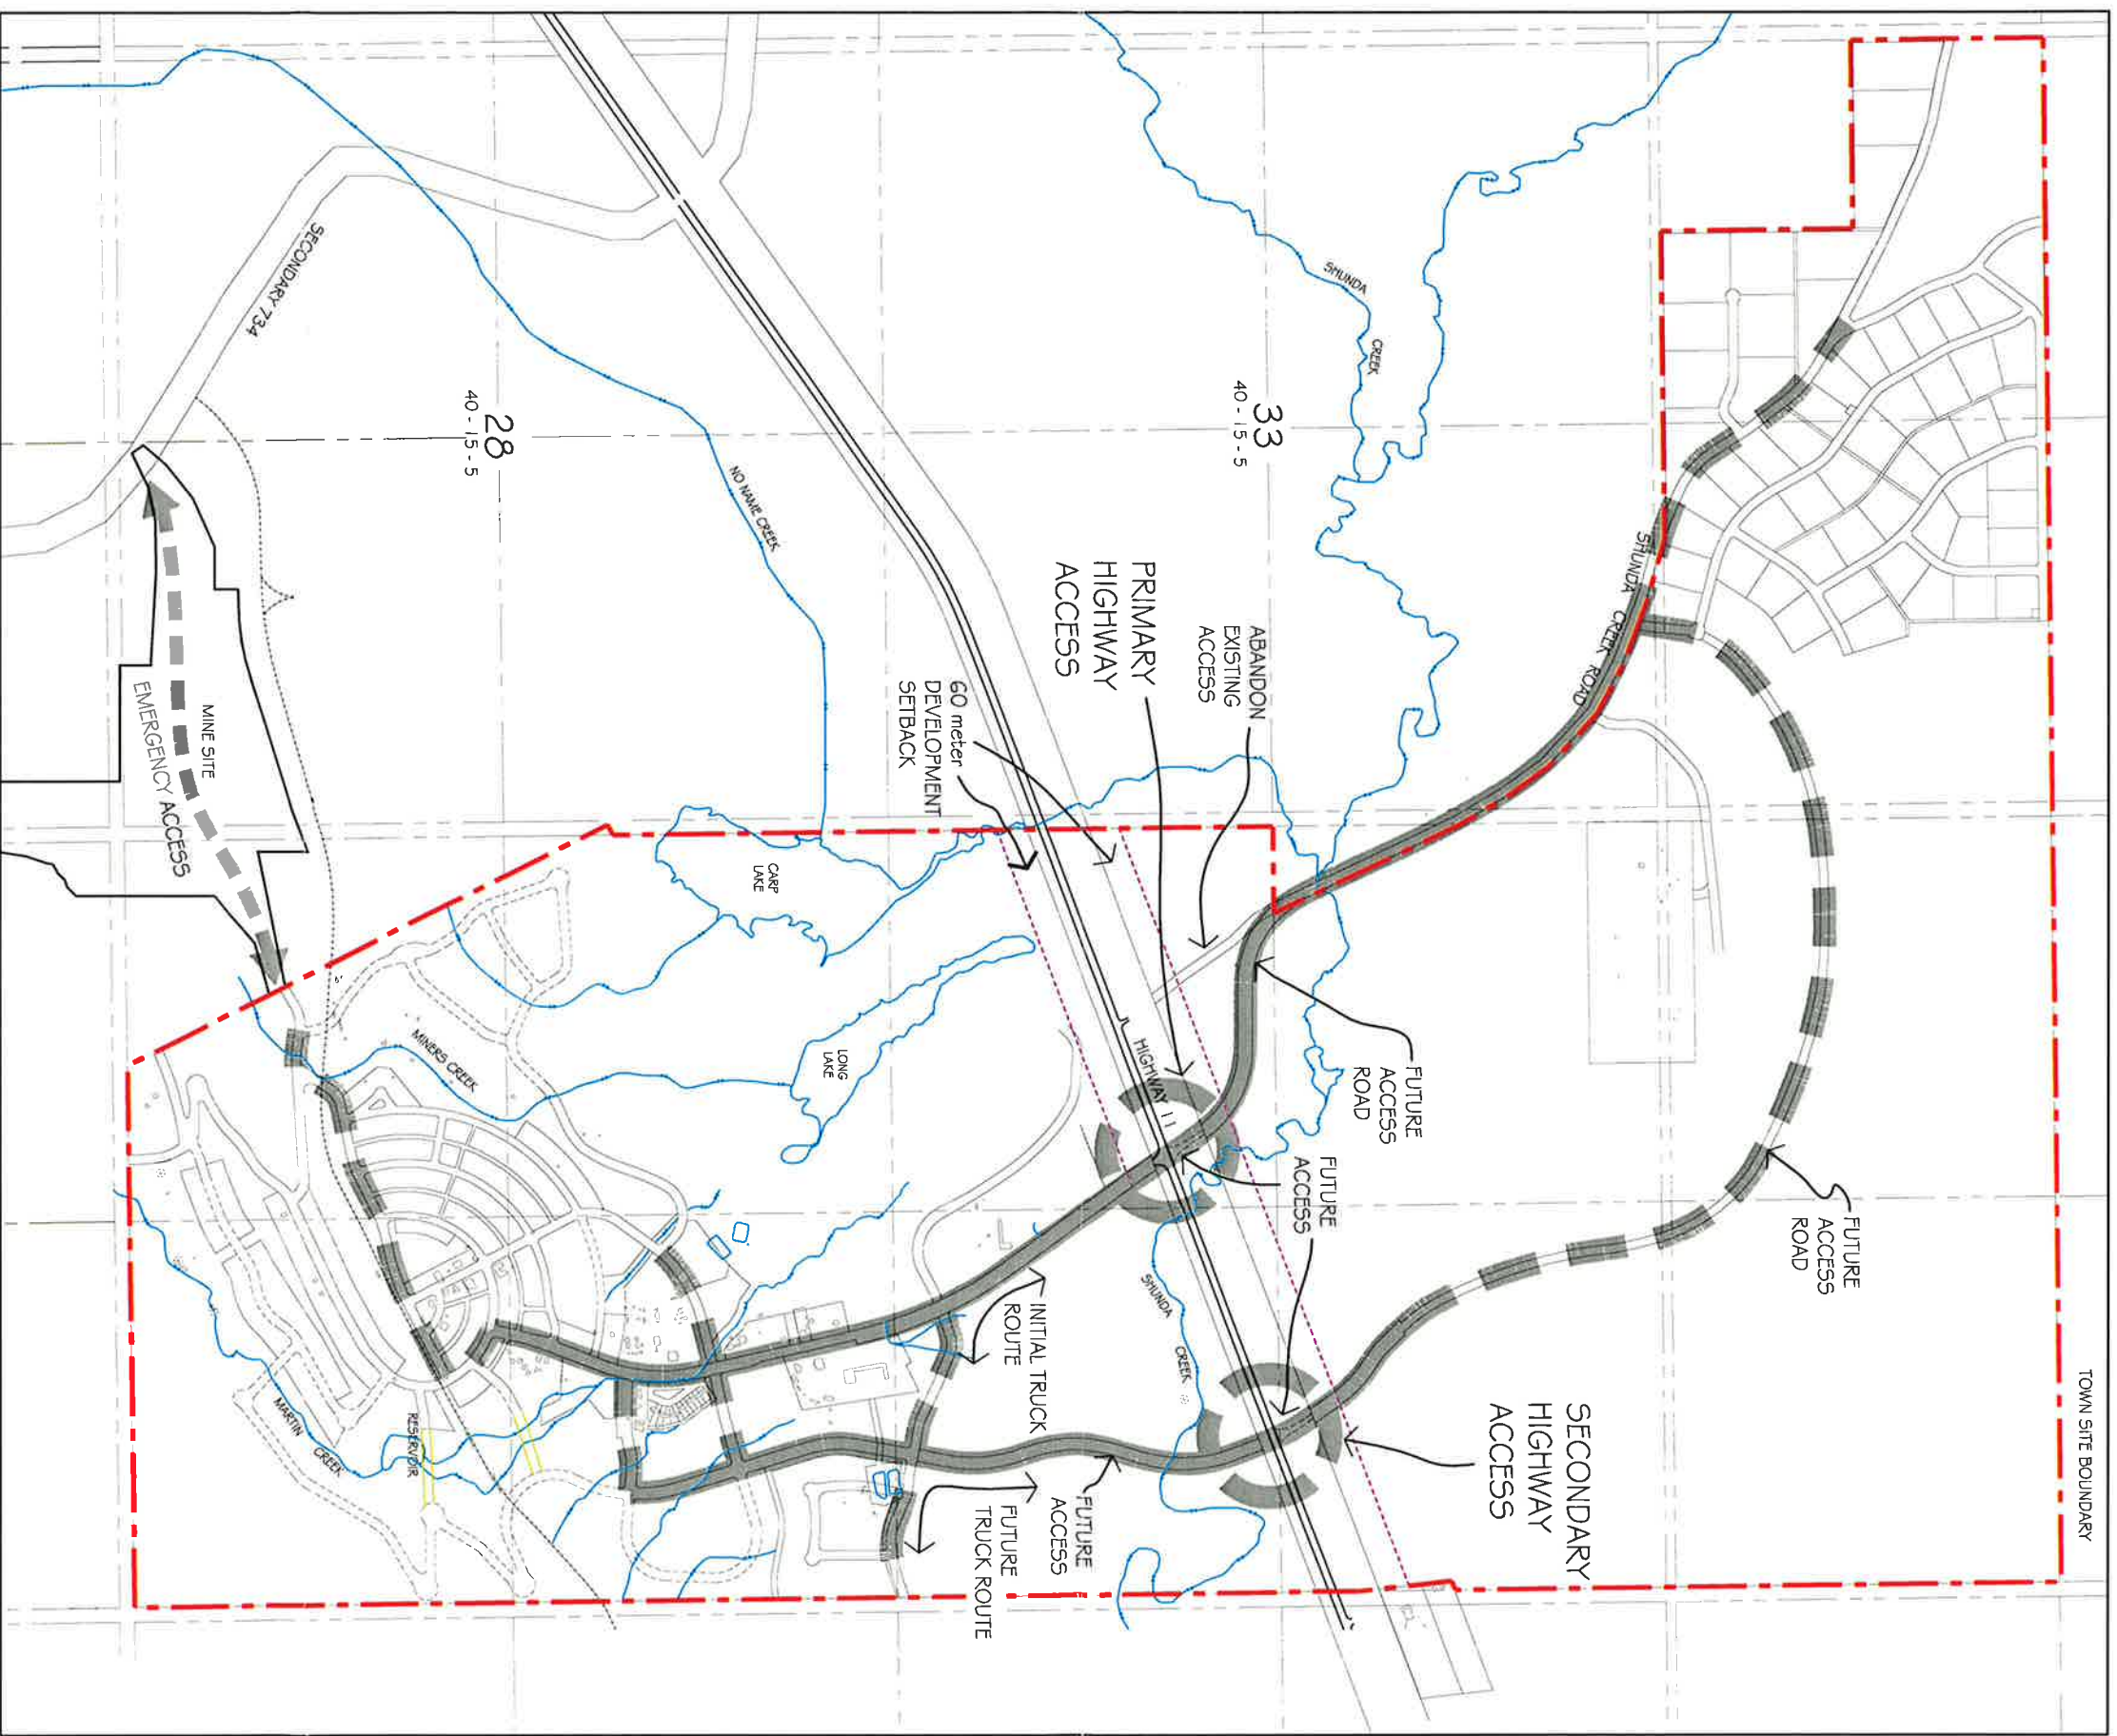 TOWN SITE BOUNDARY
SHUNDA CREEK ROAD
FUTURE
ACCESS
ROAD
SECONDARY
HIGHWAY
ACCESS
FUTURE
ACCESS
ROAD
FUTURE
ACCESS
SHUNDA
CREEK
33
40 - 15 - 5
ABANDON
EXISTING
ACCESS
PRIMARY
HIGHWAY
ACCESS
60 meter
DEVELOPMENT
SETBACK
HIGHWAY 11
SHUNDA
CREEK
INITIAL TRUCK
ROUTE
FUTURE
ACCESS
FUTURE
TRUCK ROUTE
NO NAME CREEK
CARP
LAKE
LONG
LAKE
28
40 - 15 - 5
MINERS CREEK
RESERVOIR
MARTIN
CREEK
SECONDARY 734
MINE SITE
EMERGENCY ACCESS